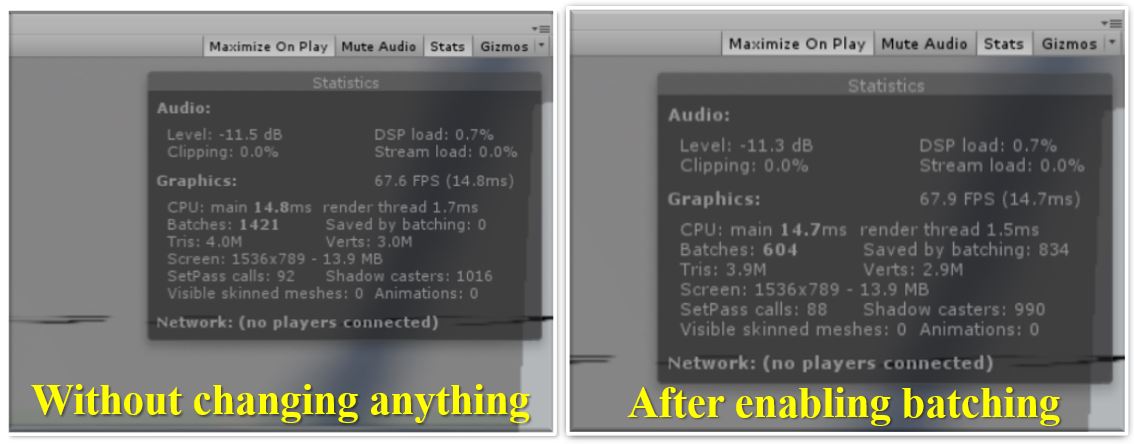 Maximize On Play Mute Audio Stats Gizmos
Statistics
Audio:
Level: -11.5 dB DSP load: 0.7%
Clipping: 0.0% Stream load: 0.0%
Graphics: 67.6 FPS (14.8ms)
CPU: main 14.8ms render thread 1.7ms
Batches: 1421 Saved by batching: 0
Tris: 4.0M Verts: 3.0M
Screen: 1536x789 - 13.9 MB
SetPass calls: 92 Shadow casters: 1016
Visible skinned meshes: 0 Animations: 0
Network: (no players connected)
Without changing anything
Maximize On Play Mute Audio Stats Gizmos
Statistics
Audio:
Level: -11.3 dB DSP load: 0.7%
Clipping: 0.0% Stream load: 0.0%
Graphics: 67.9 FPS (14.7ms)
CPU: main 14.7ms render thread 1.5ms
Batches: 604 Saved by batching: 834
Tris: 3.9M Verts: 2.9M
Screen: 1536x789 - 13.9 MB
SetPass calls: 88 Shadow casters: 990
Visible skinned meshes: 0 Animations: 0
Network: (no players connected)
After enabling batching